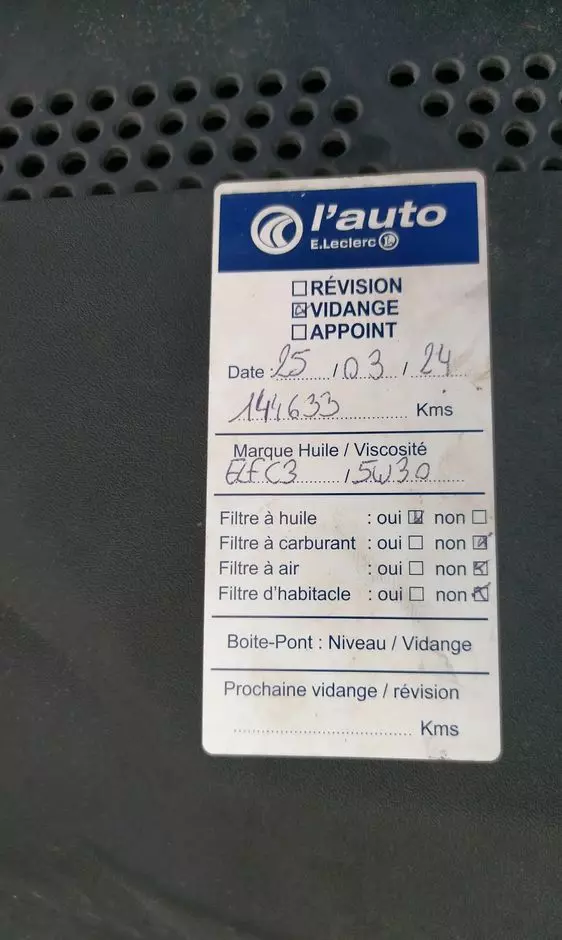 l'auto
E.Leclerc L
RÉVISION
VIDANGE
APPOINT
Date : 25 / 03 / 24
144633 Kms
Marque Huile / Viscosité
ELF C3 / 5W30
Filtre à huile : oui non
Filtre à carburant : oui non
Filtre à air : oui non
Filtre d'habitacle : oui non
Boite-Pont : Niveau / Vidange
Prochaine vidange / révision
Kms